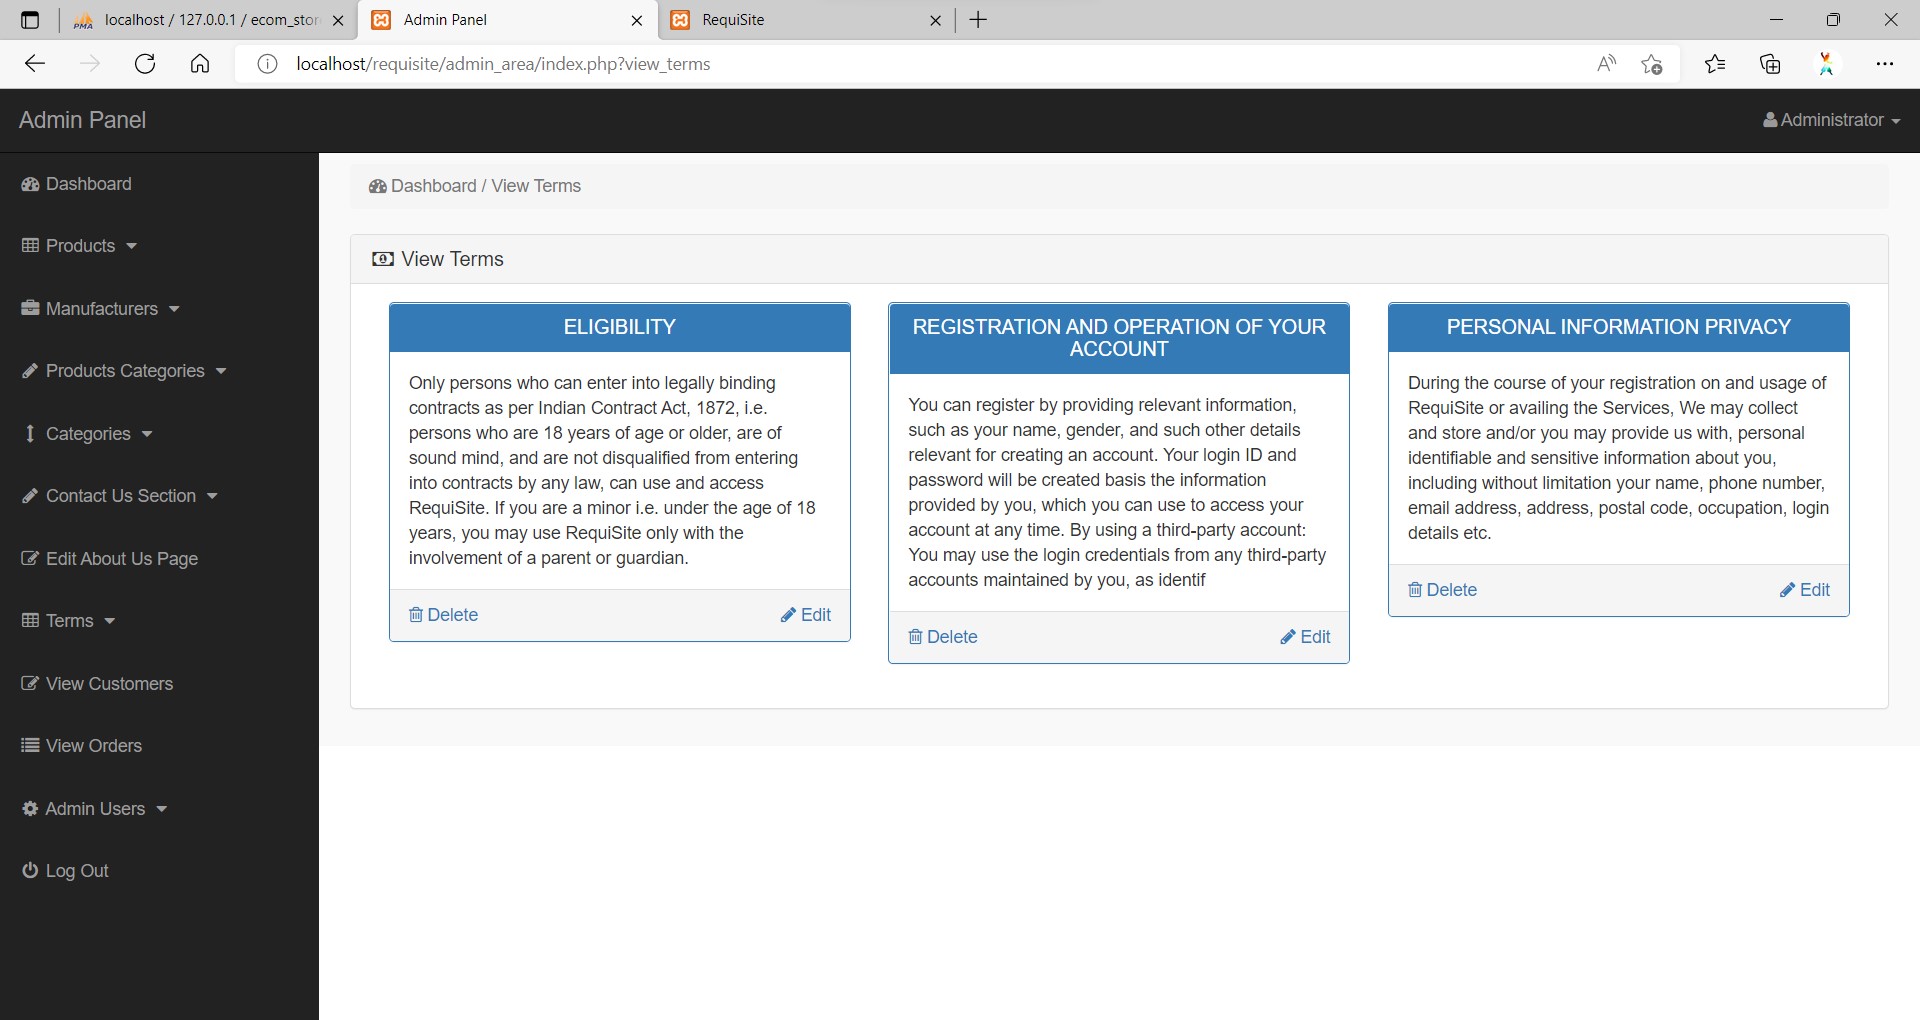 PMA localhost / 127.0.0.1 / ecom_stor
Admin Panel
RequiSite
localhost/requisite/admin_area/index.php?view_terms
Admin Panel
Administrator
Dashboard
Products
Manufacturers
Products Categories
Categories
Contact Us Section
Edit About Us Page
Terms
View Customers
View Orders
Admin Users
Log Out
Dashboard / View Terms
View Terms
ELIGIBILITY
Only persons who can enter into legally binding
contracts as per Indian Contract Act, 1872, i.e.
persons who are 18 years of age or older, are of
sound mind, and are not disqualified from entering
into contracts by any law, can use and access
RequiSite. If you are a minor i.e. under the age of 18
years, you may use RequiSite only with the
involvement of a parent or guardian.
Delete
Edit
REGISTRATION AND OPERATION OF YOUR
ACCOUNT
You can register by providing relevant information,
such as your name, gender, and such other details
relevant for creating an account. Your login ID and
password will be created basis the information
provided by you, which you can use to access your
account at any time. By using a third-party account:
You may use the login credentials from any third-party
accounts maintained by you, as identif
Delete
Edit
PERSONAL INFORMATION PRIVACY
During the course of your registration on and usage of
RequiSite or availing the Services, We may collect
and store and/or you may provide us with, personal
identifiable and sensitive information about you,
including without limitation your name, phone number,
email address, address, postal code, occupation, login
details etc.
Delete
Edit